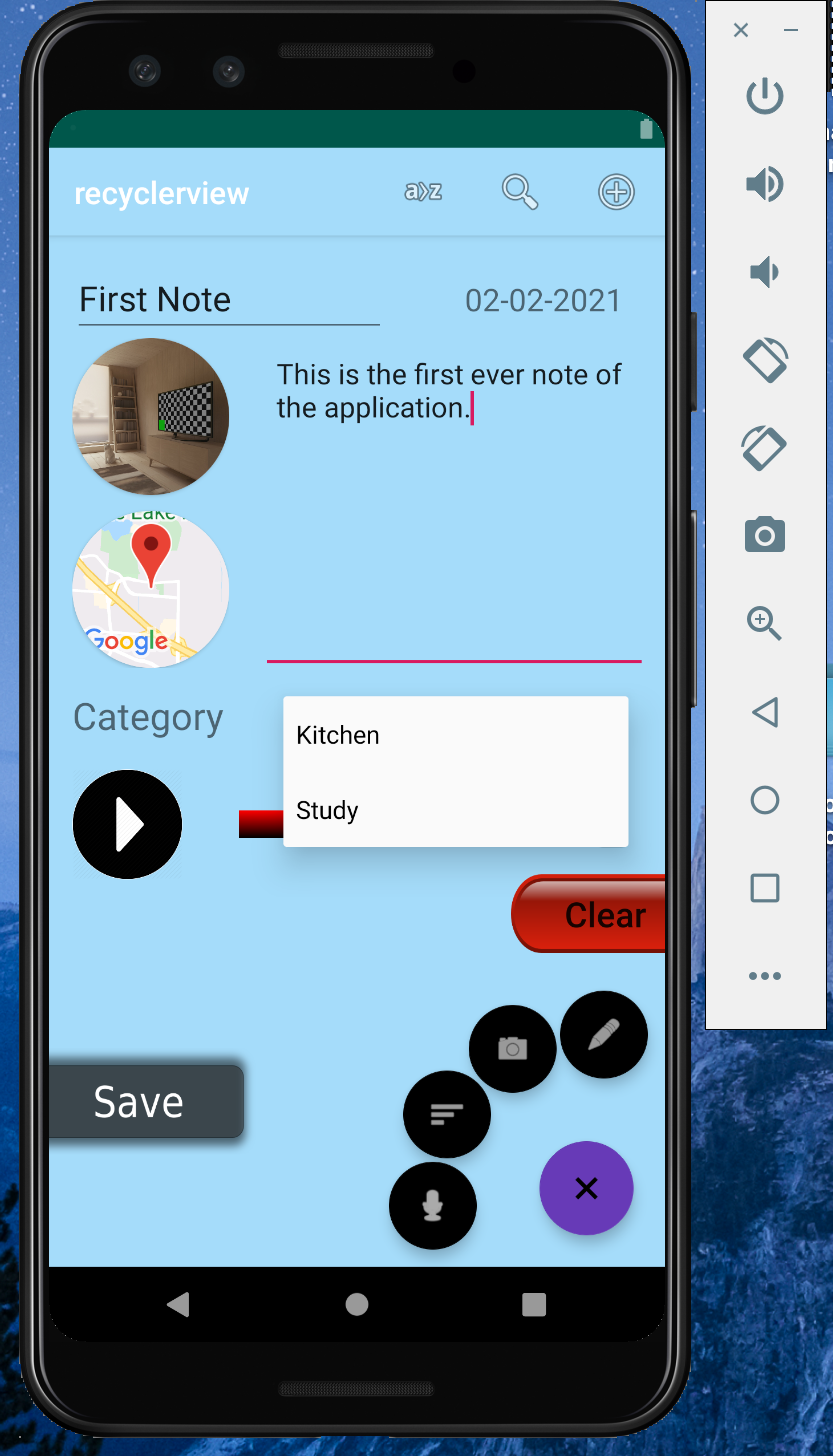 recyclerview
a z
First Note
02-02-2021
This is the first ever note of
the application.
Lake
Google
Category
Kitchen
Study
Clear
Save